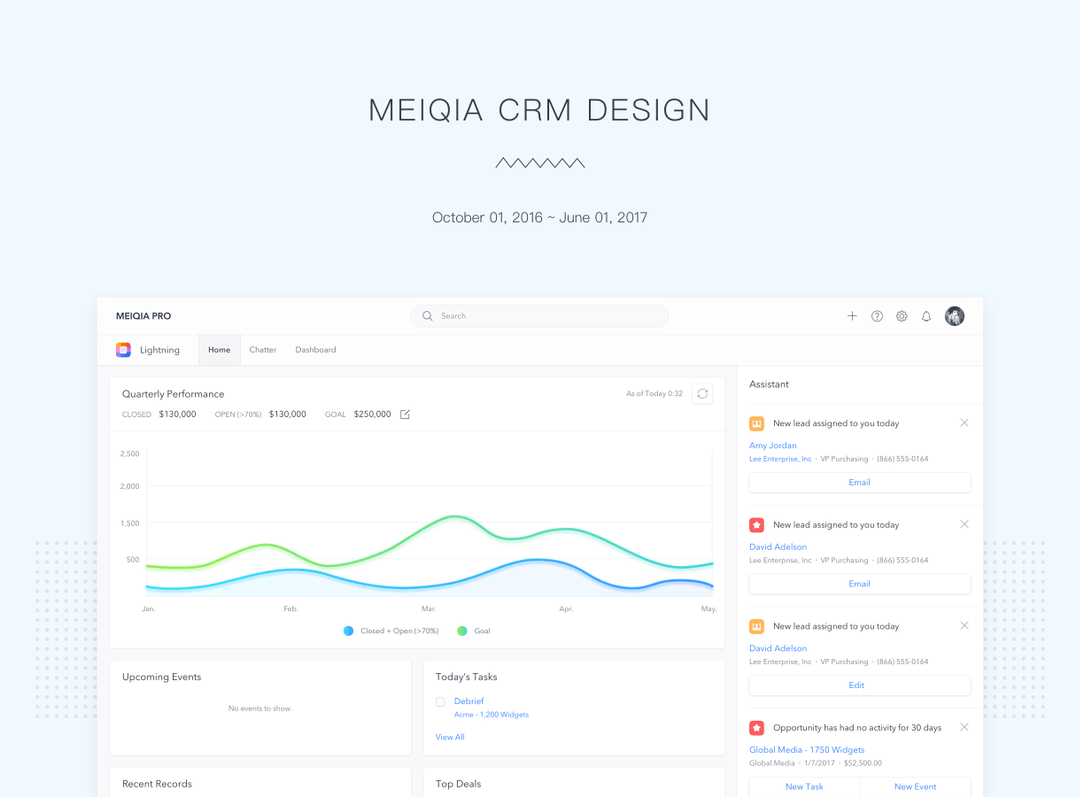 MEIQIA CRM DESIGN
October 01, 2016 ~ June 01, 2017
MEIQIA PRO
Search
Lightning
Home
Chatter
Dashboard
Quarterly Performance
As of Today 0:32
CLOSED $130,000 OPEN (>70%) $130,000 GOAL $250,000
2,500
2,000
1,500
500
Jan. Feb. Mar. Apr. May.
Closed + Open (>70%) Goal
Upcoming Events
No events to show.
Today's Tasks
Debrief
Acme - 1,200 Widgets
View All
Recent Records
Top Deals
Assistant
New lead assigned to you today
Amy Jordan
Lee Enterprise, Inc · VP Purchasing · (866) 555-0164
Email
New lead assigned to you today
David Adelson
Lee Enterprise, Inc · VP Purchasing · (866) 555-0164
Email
New lead assigned to you today
David Adelson
Lee Enterprise, Inc · VP Purchasing · (866) 555-0164
Edit
Opportunity has had no activity for 30 days
Global Media - 1750 Widgets
Global Media · 1/7/2017 · $52,500.00
New Task New Event